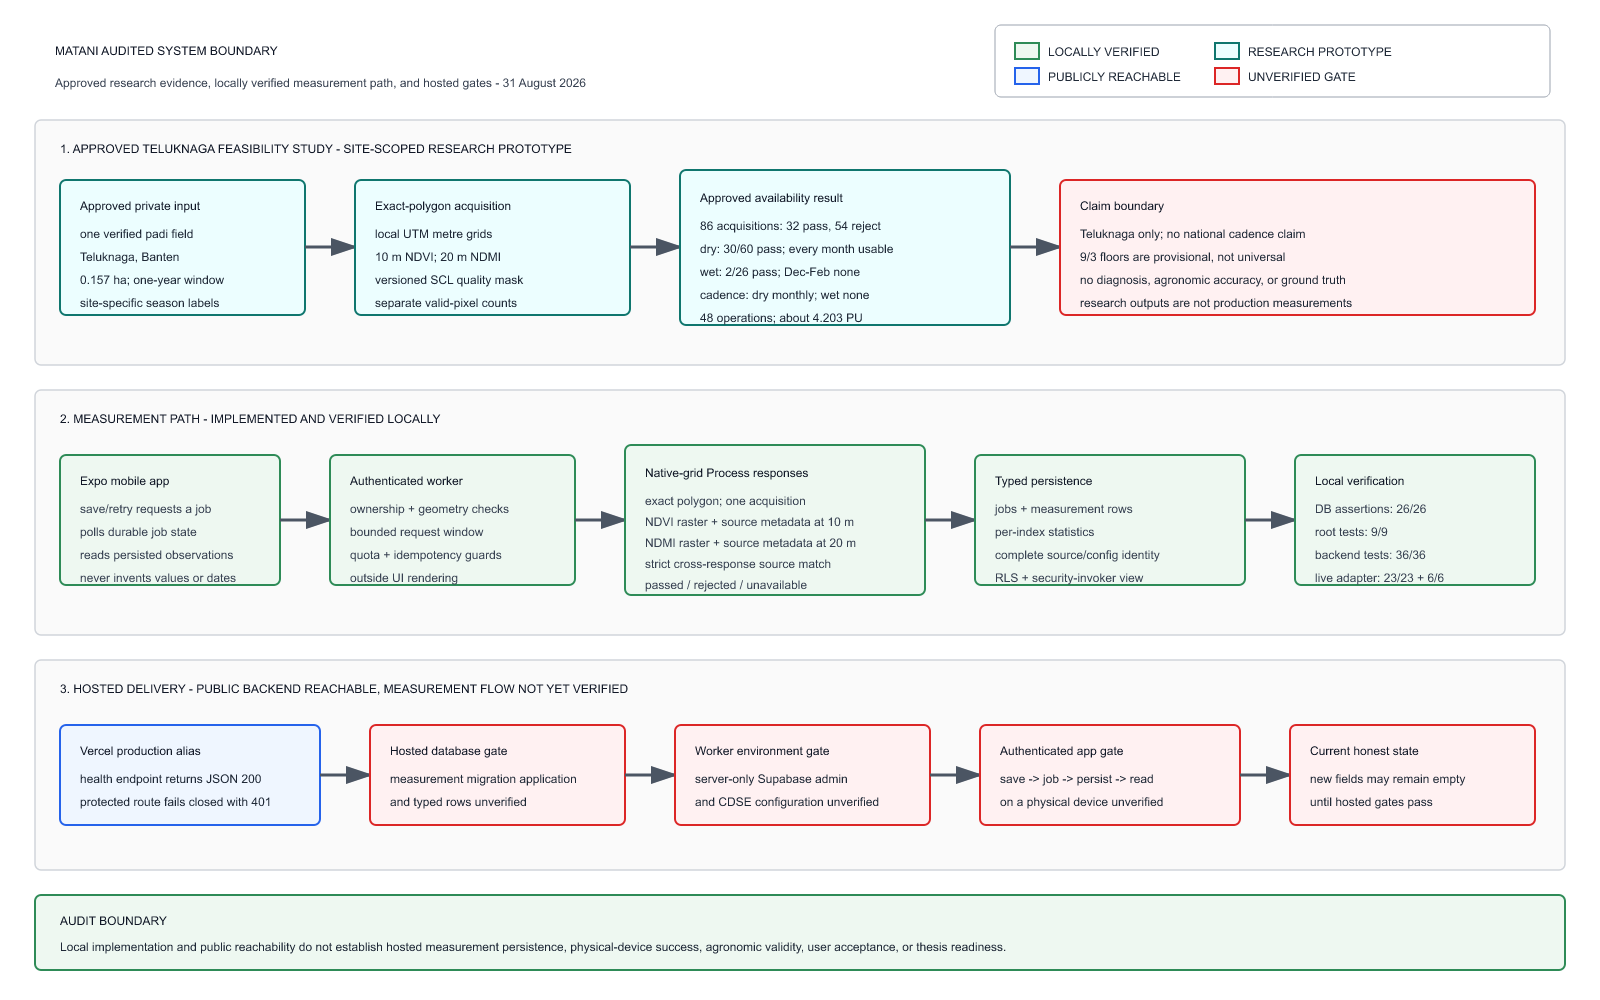 MATANI AUDITED SYSTEM BOUNDARY
Approved research evidence, locally verified measurement path, and hosted gates - 31 August 2026
LOCALLY VERIFIED
RESEARCH PROTOTYPE
PUBLICLY REACHABLE
UNVERIFIED GATE
1. APPROVED TELUKNAGA FEASIBILITY STUDY - SITE-SCOPED RESEARCH PROTOTYPE
Approved private input
one verified padi field
Teluknaga, Banten
0.157 ha; one-year window
site-specific season labels
Exact-polygon acquisition
local UTM metre grids
10 m NDVI; 20 m NDMI
versioned SCL quality mask
separate valid-pixel counts
Approved availability result
86 acquisitions: 32 pass, 54 reject
dry: 30/60 pass; every month usable
wet: 2/26 pass; Dec-Feb none
cadence: dry monthly; wet none
48 operations; about 4.203 PU
Claim boundary
Teluknaga only; no national cadence claim
9/3 floors are provisional, not universal
no diagnosis, agronomic accuracy, or ground truth
research outputs are not production measurements
2. MEASUREMENT PATH - IMPLEMENTED AND VERIFIED LOCALLY
Expo mobile app
save/retry requests a job
polls durable job state
reads persisted observations
never invents values or dates
Authenticated worker
ownership + geometry checks
bounded request window
quota + idempotency guards
outside UI rendering
Native-grid Process responses
exact polygon; one acquisition
NDVI raster + source metadata at 10 m
NDMI raster + source metadata at 20 m
strict cross-response source match
passed / rejected / unavailable
Typed persistence
jobs + measurement rows
per-index statistics
complete source/config identity
RLS + security-invoker view
Local verification
DB assertions: 26/26
root tests: 9/9
backend tests: 36/36
live adapter: 23/23 + 6/6
3. HOSTED DELIVERY - PUBLIC BACKEND REACHABLE, MEASUREMENT FLOW NOT YET VERIFIED
Vercel production alias
health endpoint returns JSON 200
protected route fails closed with 401
Hosted database gate
measurement migration application
and typed rows unverified
Worker environment gate
server-only Supabase admin
and CDSE configuration unverified
Authenticated app gate
save -> job -> persist -> read
on a physical device unverified
Current honest state
new fields may remain empty
until hosted gates pass
AUDIT BOUNDARY
Local implementation and public reachability do not establish hosted measurement persistence, physical-device success, agronomic validity, user acceptance, or thesis readiness.